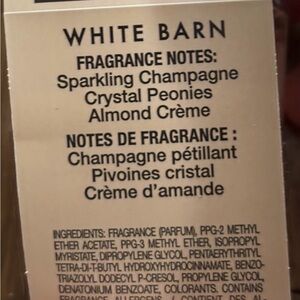 WHITE BARN
FRAGRANCE NOTES:
Sparkling Champagne
Crystal Peonies
Almond Crème
NOTES DE FRAGRANCE :
Champagne pétillant
Pivoines cristal
Crème d'amande
INGREDIENTS: FRAGRANCE (PARFUM), PPG-2 METHYL
ETHER ACETATE, PPG-3 METHYL ETHER, ISOPROPYL
MYRISTATE, DIPROPYLENE GLYCOL, PENTAERYTHRITYL
TETRA-DI-T-BUTYL HYDROXYHYDROCINNAMATE, BENZO-
TRIAZOLYL DODECYL P-CRESOL, PROPYLENE GLYCOL,
DENATONIUM BENZOATE, COLORANTS. CONTAINS
FRAGRANCE ALLERGENS